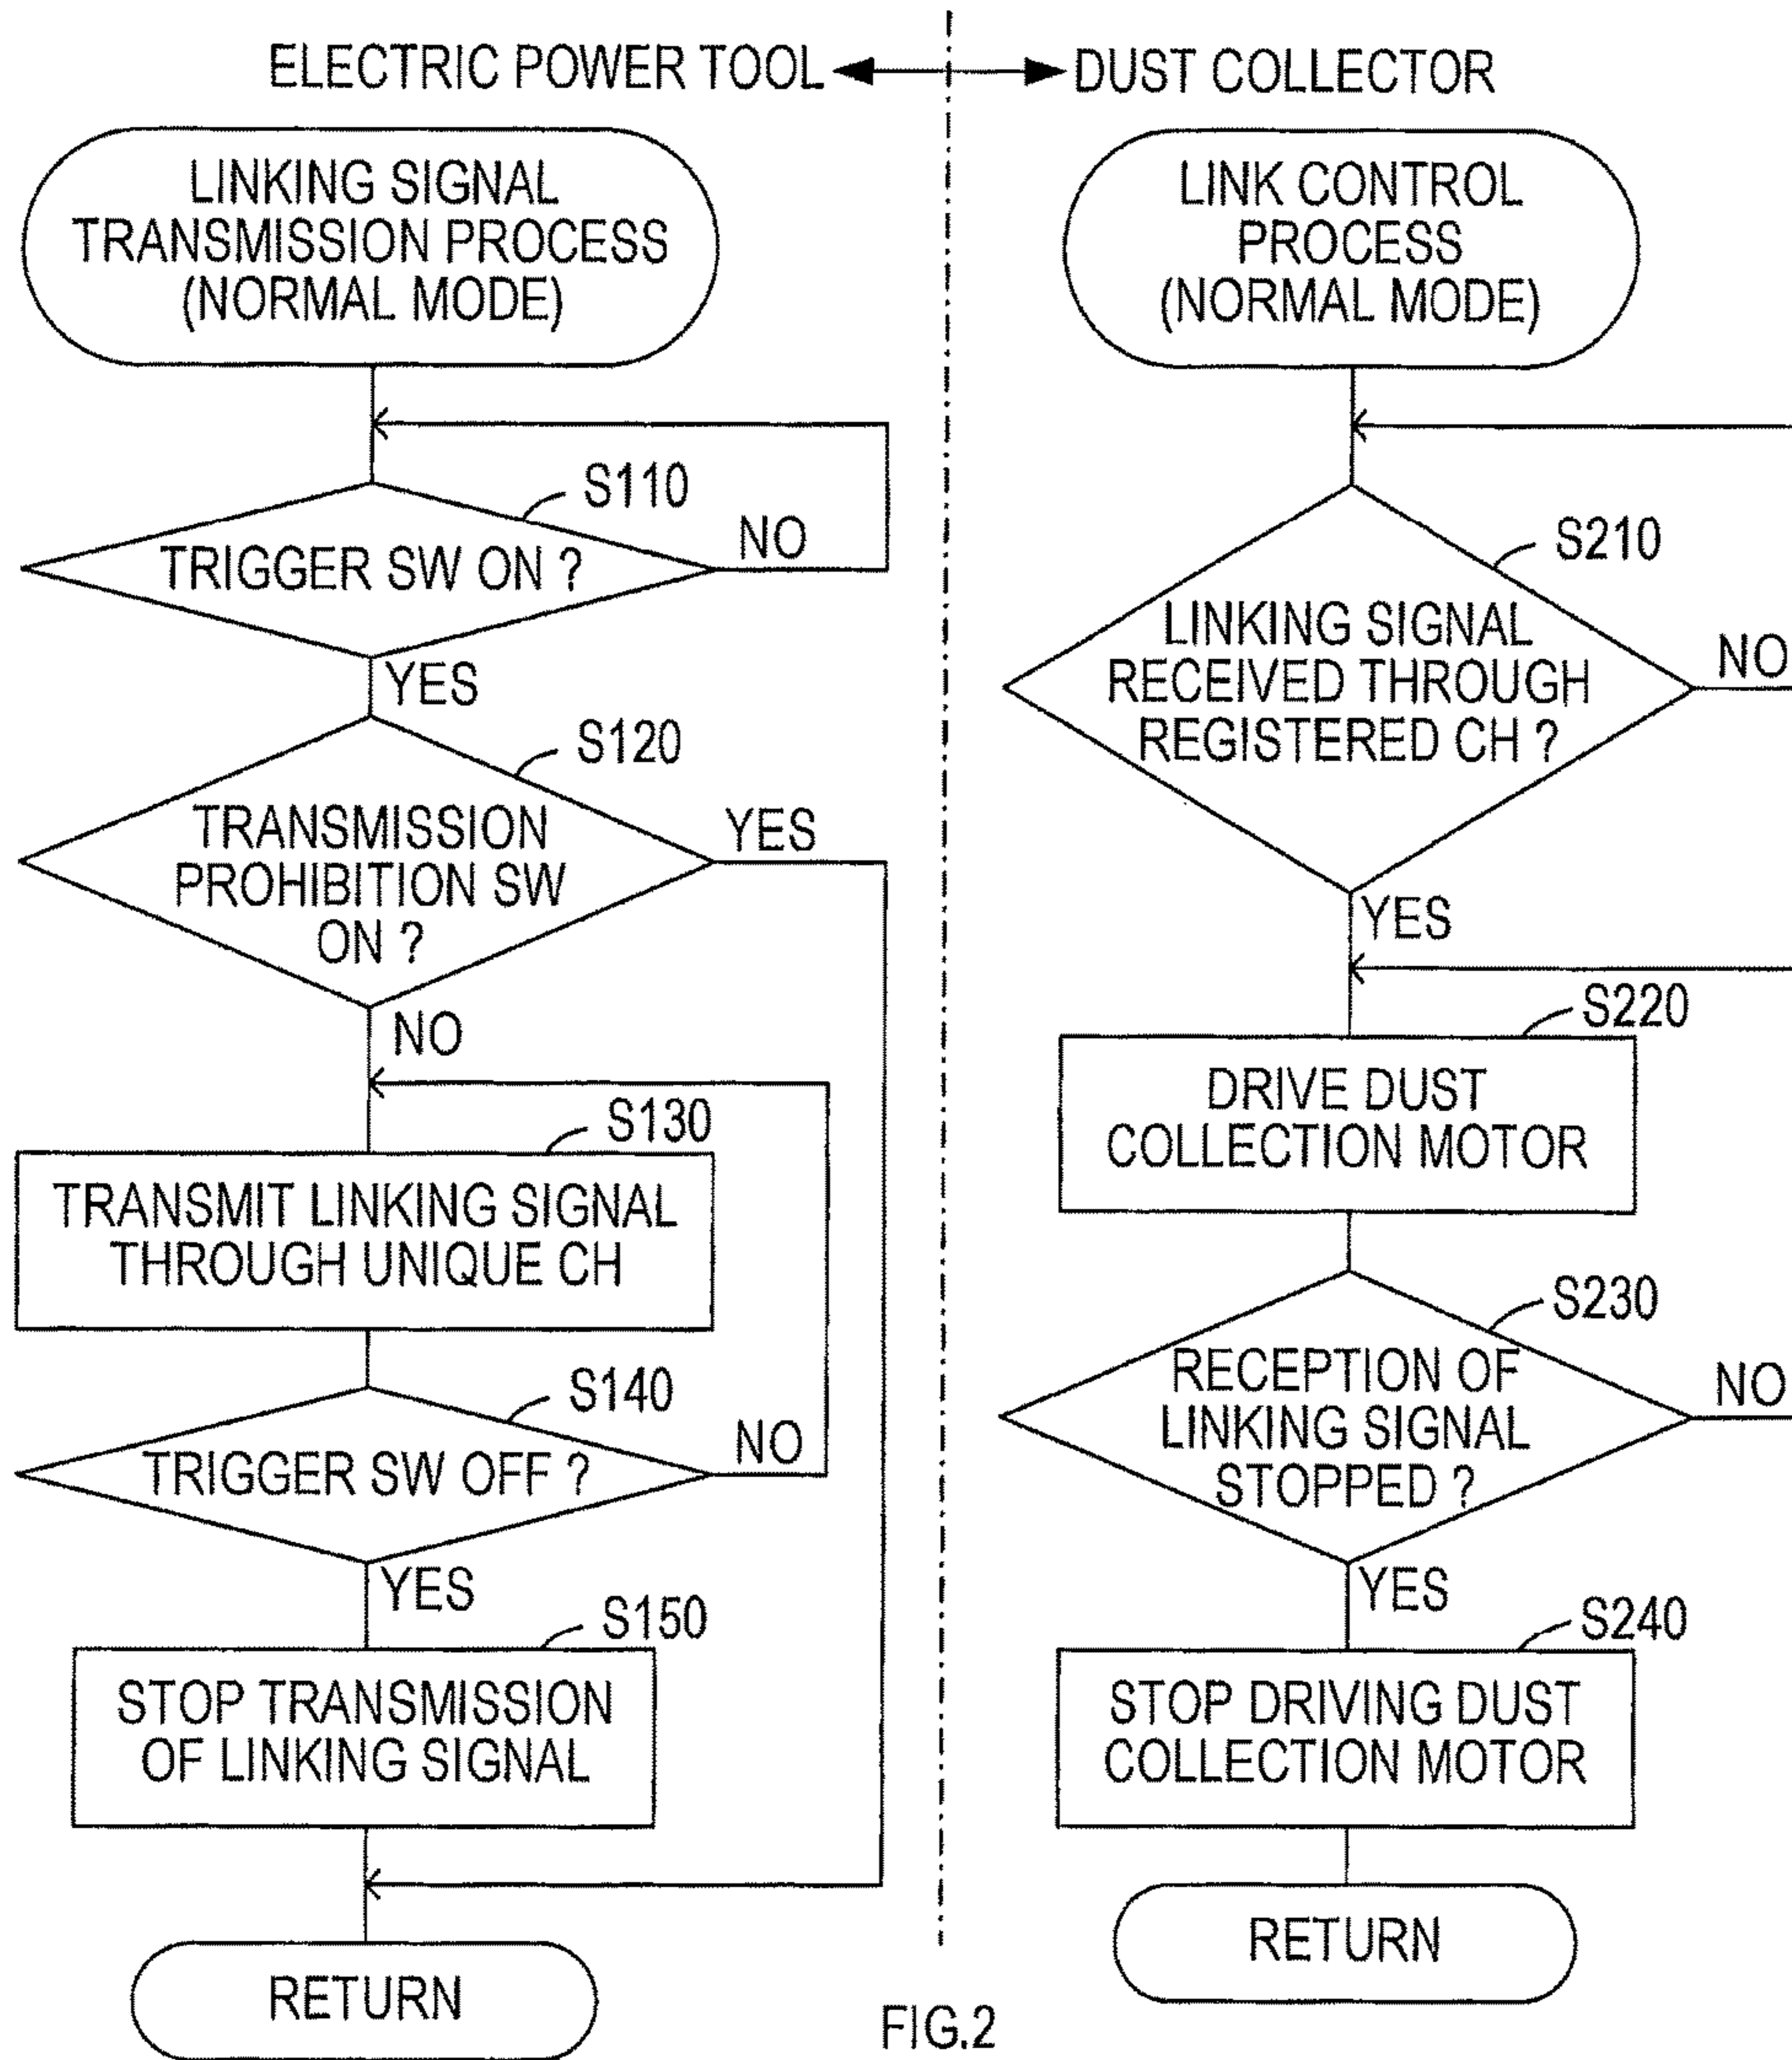 ELECTRIC POWER TOOL
DUST COLLECTOR
LINKING SIGNAL
TRANSMISSION PROCESS
(NORMAL MODE)
S110
TRIGGER SW ON ?
NO
YES
S120
TRANSMISSION
PROHIBITION SW
ON ?
YES
NO
S130
TRANSMIT LINKING SIGNAL
THROUGH UNIQUE CH
S140
TRIGGER SW OFF ?
NO
YES
S150
STOP TRANSMISSION
OF LINKING SIGNAL
RETURN
LINK CONTROL
PROCESS
(NORMAL MODE)
S210
LINKING SIGNAL
RECEIVED THROUGH
REGISTERED CH ?
NO
YES
S220
DRIVE DUST
COLLECTION MOTOR
S230
RECEPTION OF
LINKING SIGNAL
STOPPED ?
NO
YES
S240
STOP DRIVING DUST
COLLECTION MOTOR
RETURN
FIG.2